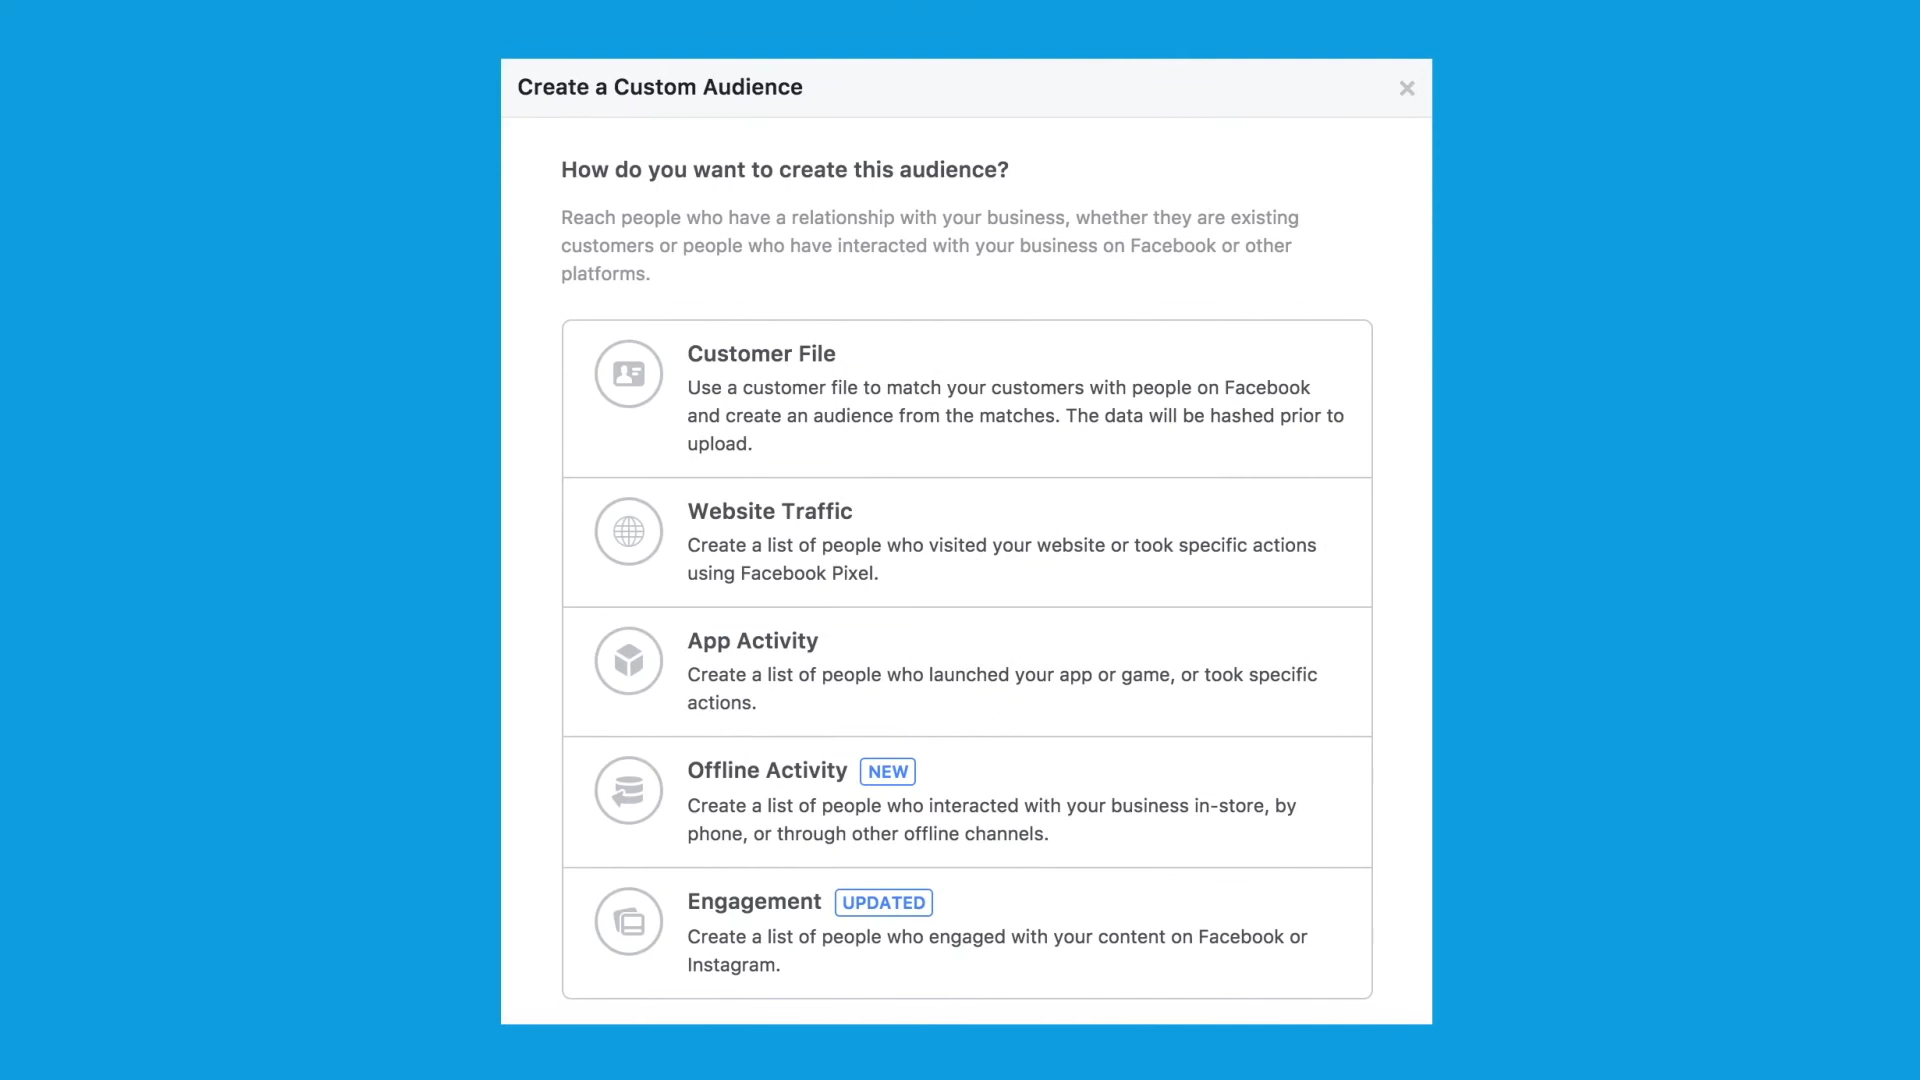 Create a Custom Audience
How do you want to create this audience?
Reach people who have a relationship with your business, whether they are existing
customers or people who have interacted with your business on Facebook or other
platforms.
Customer File
Use a customer file to match your customers with people on Facebook
and create an audience from the matches. The data will be hashed prior to
upload.
Website Traffic
Create a list of people who visited your website or took specific actions
using Facebook Pixel.
App Activity
Create a list of people who launched your app or game, or took specific
actions.
Offline Activity NEW
Create a list of people who interacted with your business in-store, by
phone, or through other offline channels.
Engagement UPDATED
Create a list of people who engaged with your content on Facebook or
Instagram.